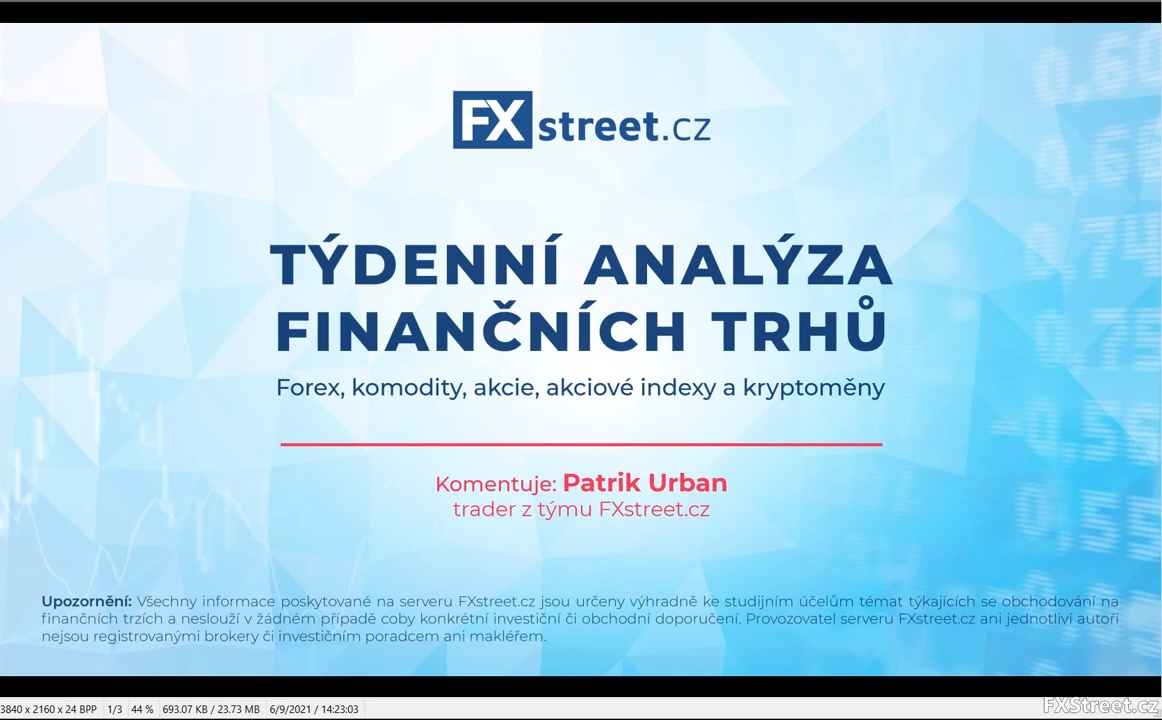 FXstreet.cz
TÝDENNÍ ANALÝZA
FINANČNÍCH TRHŮ
Forex, komodity, akcie, akciové indexy a kryptoměny
Komentuje: Patrik Urban
trader z týmu FXstreet.cz
Upozornění: Všechny informace poskytované na serveru FXstreet.cz jsou určeny výhradně ke studijním účelům témat týkajících se obchodování na
finančních trzích a neslouží v žádném případě coby konkrétní investiční či obchodní doporučení. Provozovatel serveru FXstreet.cz ani jednotliví autoři
nejsou registrovanými brokery či investičním poradcem ani makléřem.
3840 x 2160 x 24 BPP 1/3 44 % 693.07 KB / 23.73 MB 6/9/2021 / 14:23:03
FXStreet.cz